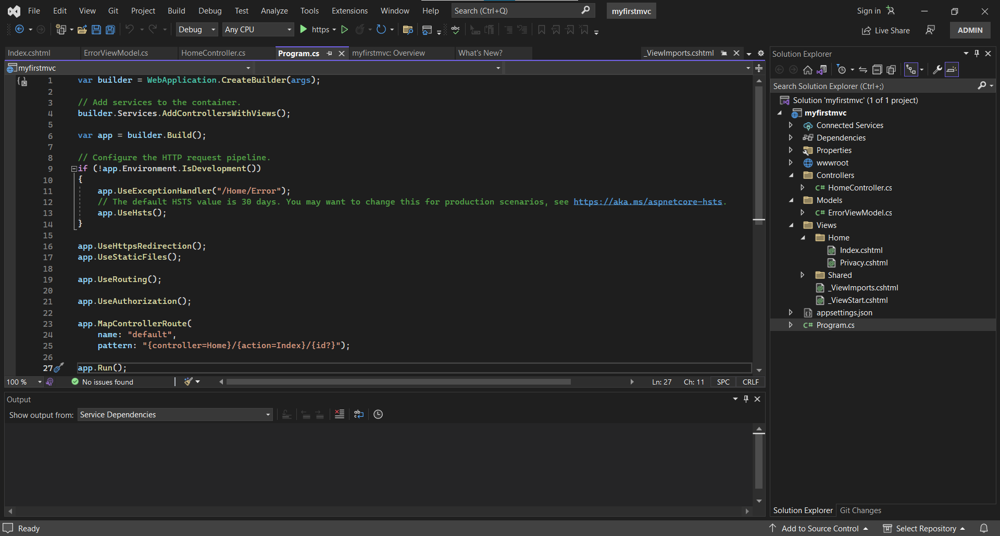 File Edit View Git Project Build Debug Test Analyze Tools Extensions Window Help Search (Ctrl+Q) myfirstmvc Sign in
Debug Any CPU https Live Share ADMIN
Index.cshtml ErrorViewModel.cs HomeController.cs Program.cs myfirstmvc: Overview What's New? _ViewImports.cshtml
myfirstmvc
1 var builder = WebApplication.CreateBuilder(args);
2
3 // Add services to the container.
4 builder.Services.AddControllersWithViews();
5
6 var app = builder.Build();
7
8 // Configure the HTTP request pipeline.
9 if (!app.Environment.IsDevelopment())
10 {
11 app.UseExceptionHandler("/Home/Error");
12 // The default HSTS value is 30 days. You may want to change this for production scenarios, see https://aka.ms/aspnetcore-hsts.
13 app.UseHsts();
14 }
15
16 app.UseHttpsRedirection();
17 app.UseStaticFiles();
18
19 app.UseRouting();
20
21 app.UseAuthorization();
22
23 app.MapControllerRoute(
24 name: "default",
25 pattern: "{controller=Home}/{action=Index}/{id?}");
26
27 app.Run();
100 % No issues found Ln: 27 Ch: 11 SPC CRLF
Output
Show output from: Service Dependencies
Solution Explorer
Search Solution Explorer (Ctrl+;)
Solution 'myfirstmvc' (1 of 1 project)
myfirstmvc
Connected Services
Dependencies
Properties
wwwroot
Controllers
C# HomeController.cs
Models
C# ErrorViewModel.cs
Views
Home
Index.cshtml
Privacy.cshtml
Shared
_ViewImports.cshtml
_ViewStart.cshtml
appsettings.json
C# Program.cs
Solution Explorer Git Changes
Ready Add to Source Control Select Repository